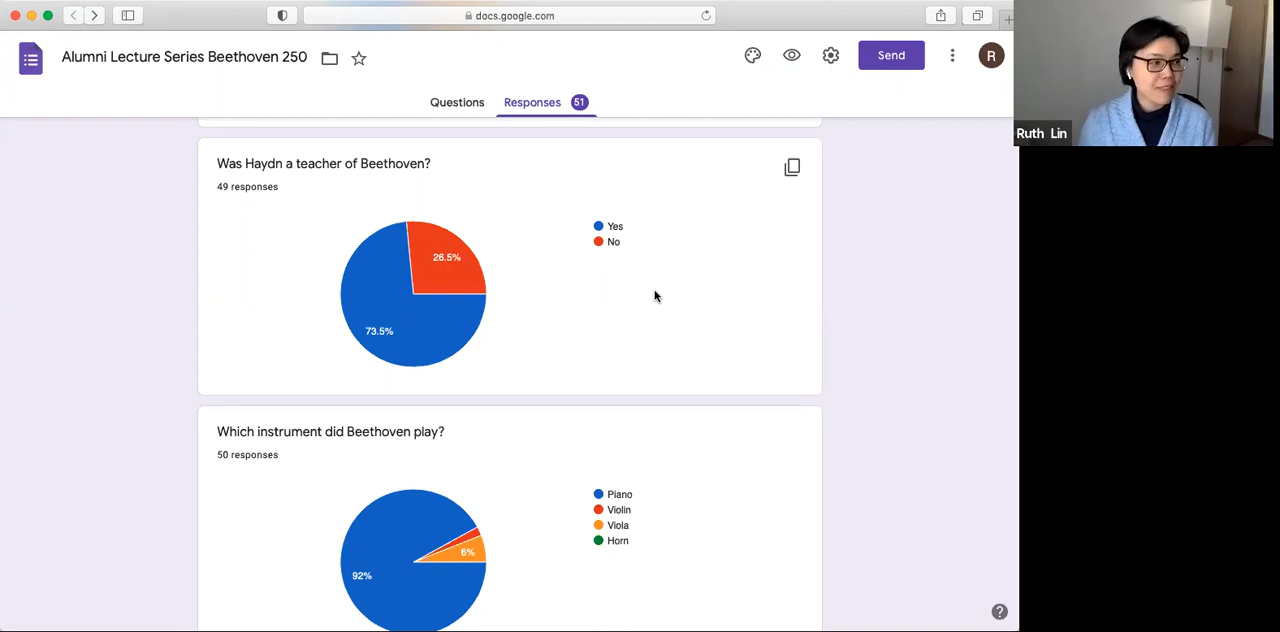 docs.google.com
Alumni Lecture Series Beethoven 250
Send
R
Questions
Responses 51
Ruth Lin
Was Haydn a teacher of Beethoven?
49 responses
Yes
No
26.5%
73.5%
Which instrument did Beethoven play?
50 responses
Piano
Violin
Viola
Horn
6%
92%
?